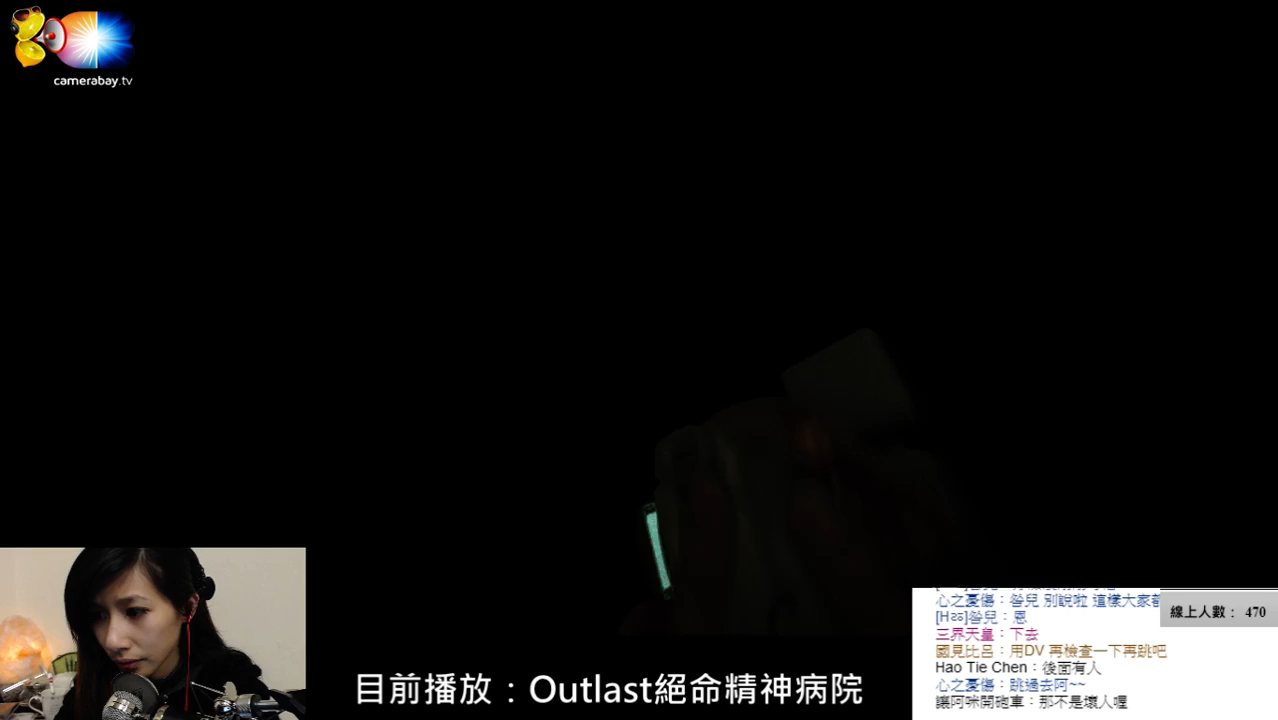 camerabay.tv
心之憂傷：咎兒 別說啦 這樣大家都
線上人數： 470
咎兒：恩
三界天皇：下去
國見比呂：用DV 再檢查一下再跳吧
Hao Tie Chen：後面有人
心之憂傷：跳過去阿~~
讓阿咪開砲車：那不是壞人喔
目前播放：Outlast絕命精神病院